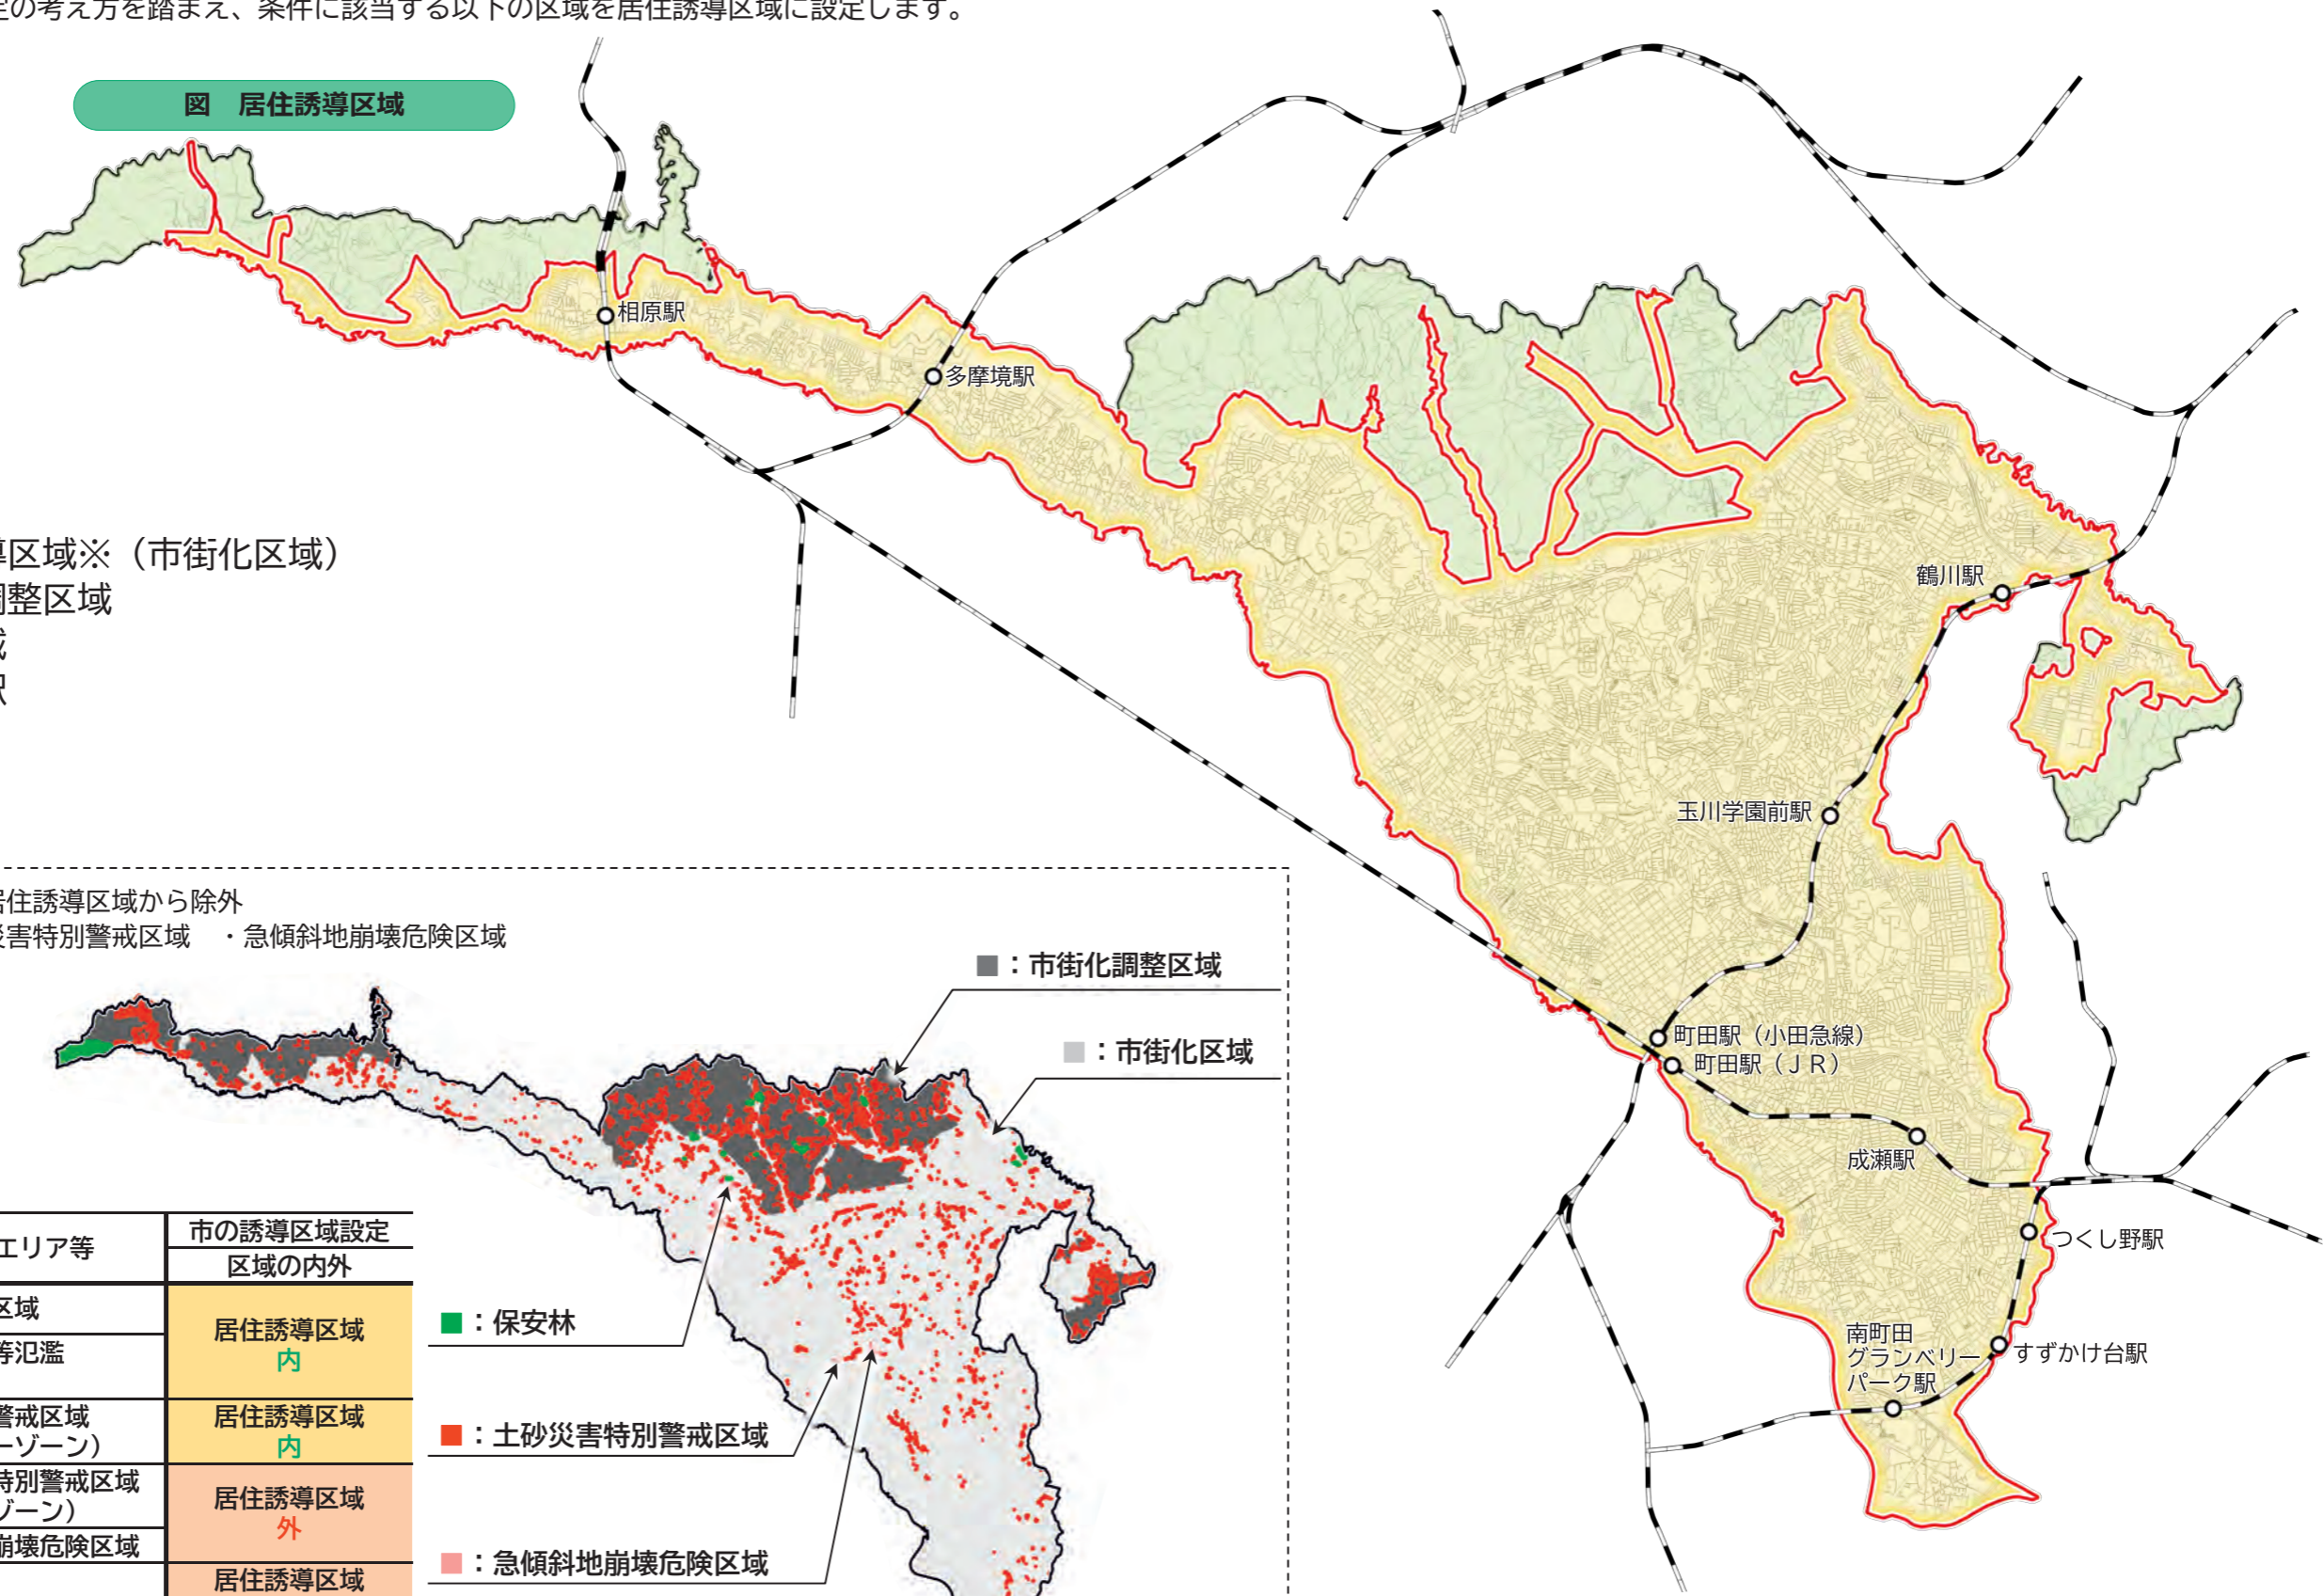 定の考え方を踏まえ、条件に該当する以下の区域を居住誘導区域に設定します。
図　居住誘導区域
相原駅
多摩境駅
導区域※（市街化区域）
調整区域
域
駅
鶴川駅
玉川学園前駅
町田駅（小田急線）
町田駅（ＪＲ）
成瀬駅
つくし野駅
すずかけ台駅
南町田
グランベリー
パーク駅
居住誘導区域から除外
災害特別警戒区域　・急傾斜地崩壊危険区域
■：市街化調整区域
■：市街化区域
■：保安林
■：土砂災害特別警戒区域
■：急傾斜地崩壊危険区域
エリア等
市の誘導区域設定
区域の内外
区域
等氾濫
居住誘導区域
内
警戒区域
ーゾーン）
居住誘導区域
内
特別警戒区域
ゾーン）
崩壊危険区域
居住誘導区域
外
居住誘導区域